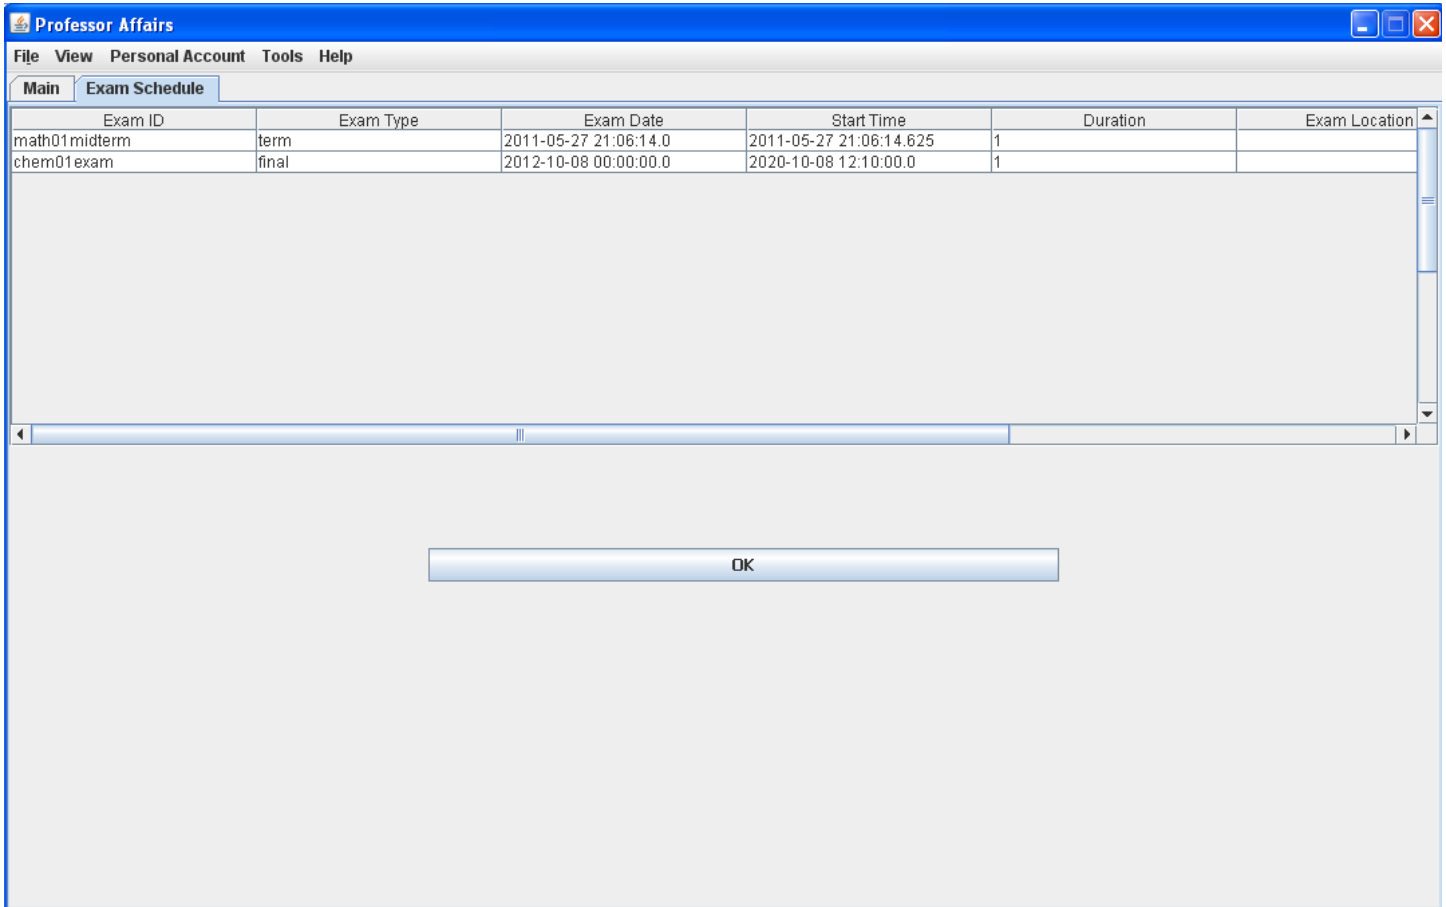 Professor Affairs
File View Personal Account Tools Help
Main Exam Schedule
Exam ID Exam Type Exam Date Start Time Duration Exam Location
math01midterm term 2011-05-27 21:06:14.0 2011-05-27 21:06:14.625 1
chem01exam final 2012-10-08 00:00:00.0 2020-10-08 12:10:00.0 1
OK